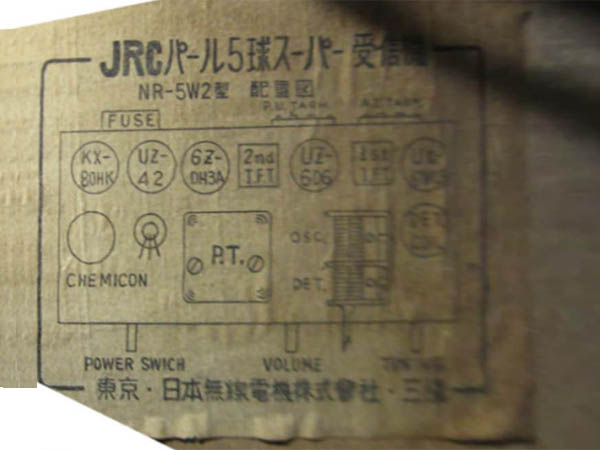 JRCパール5球スーパー 受信機
NR-5W2型 配置図
P.U.TARM. A.E.TARM.
FUSE
KX-80HK
UZ-42
6Z-DH3A
2nd I.F.T.
UZ-6D6
1st I.F.T.
OSC.
DET.
P.T.
CHEMICON
POWER SWICH VOLUME
東京・日本無線電機株式會社・三鷹